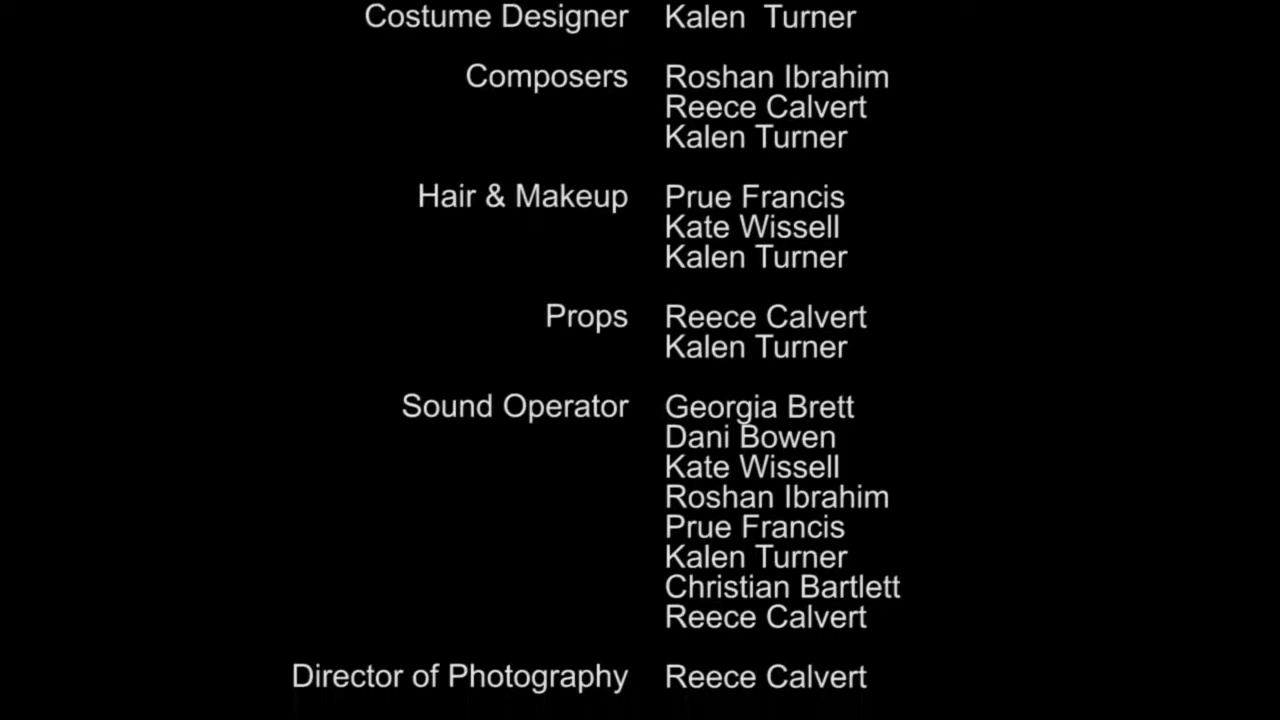 Costume Designer Kalen Turner
Composers Roshan Ibrahim
Reece Calvert
Kalen Turner
Hair & Makeup Prue Francis
Kate Wissell
Kalen Turner
Props Reece Calvert
Kalen Turner
Sound Operator Georgia Brett
Dani Bowen
Kate Wissell
Roshan Ibrahim
Prue Francis
Kalen Turner
Christian Bartlett
Reece Calvert
Director of Photography Reece Calvert